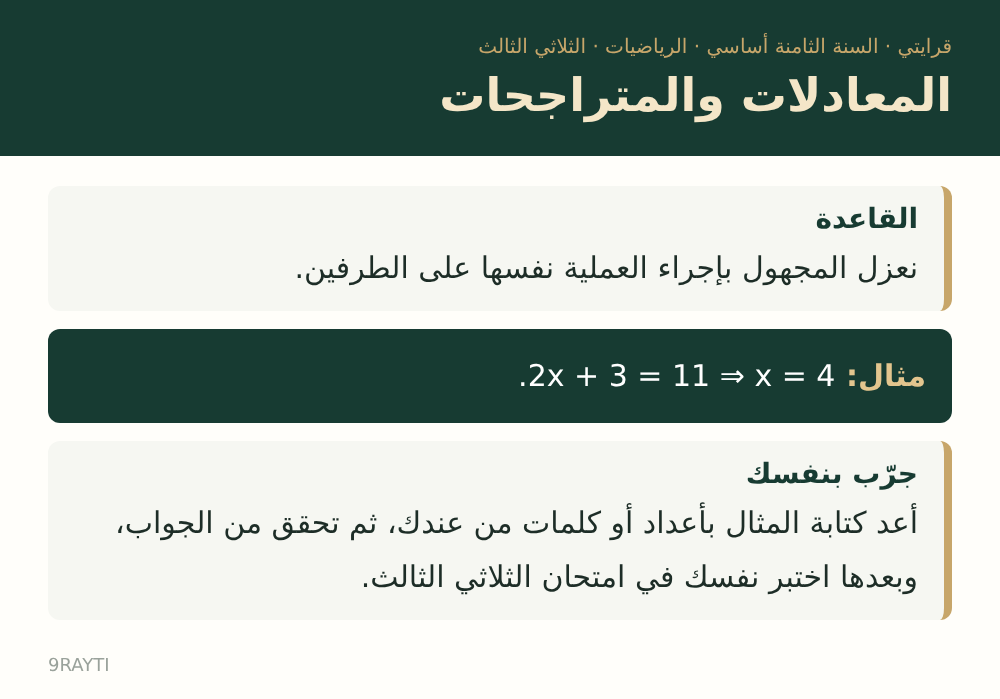 قرايتي · السنة الثامنة أساسي · الرياضيات · الثلاثي الثالث
المعادلات والمتراجحات
القاعدة
نعزل المجهول بإجراء العملية نفسها على الطرفين.
مثال: 2x + 3 = 11 ⇒ x = 4.
جرّب بنفسك
أعد كتابة المثال بأعداد أو كلمات من عندك، ثم تحقق من الجواب،
وبعدها اختبر نفسك في امتحان الثلاثي الثالث.
9RAYTI